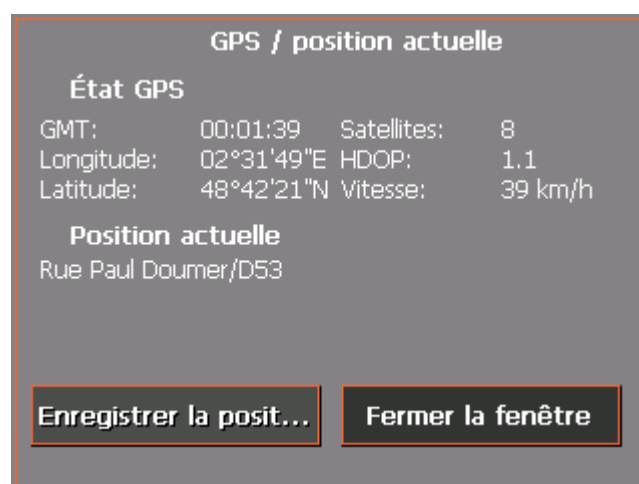 GPS / position actuelle
État GPS
GMT: 00:01:39 Satellites: 8
Longitude: 02°31'49"E HDOP: 1.1
Latitude: 48°42'21"N Vitesse: 39 km/h
Position actuelle
Rue Paul Doumer/D53
Enregistrer la posit... Fermer la fenêtre